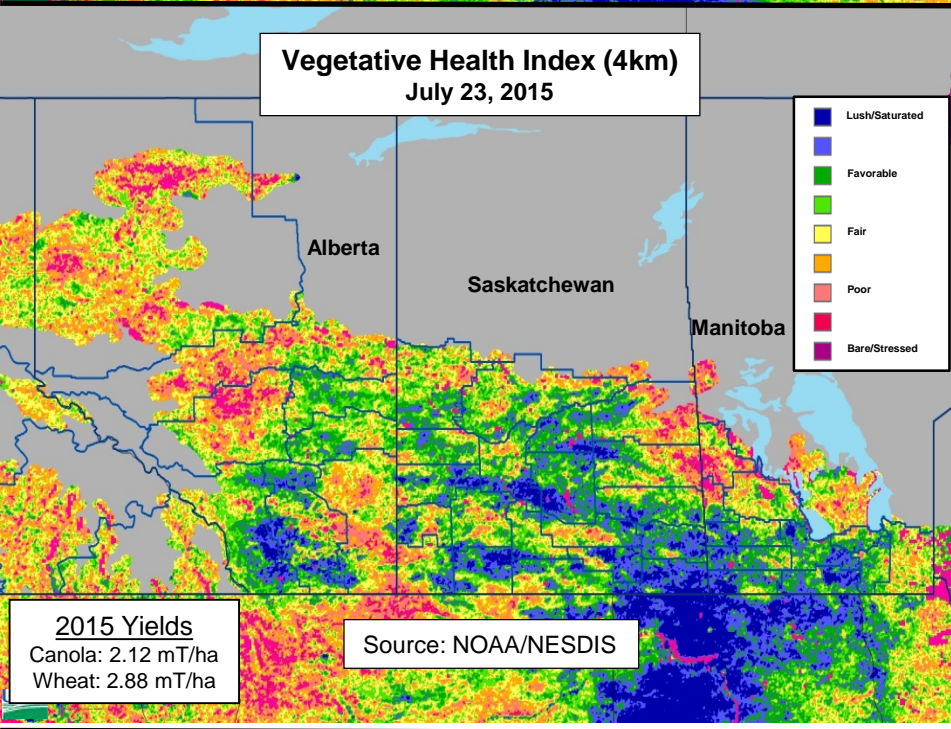 Vegetative Health Index (4km)
July 23, 2015
Lush/Saturated
Favorable
Fair
Poor
Bare/Stressed
Alberta
Saskatchewan
Manitoba
2015 Yields
Canola: 2.12 mT/ha
Wheat: 2.88 mT/ha
Source: NOAA/NESDIS